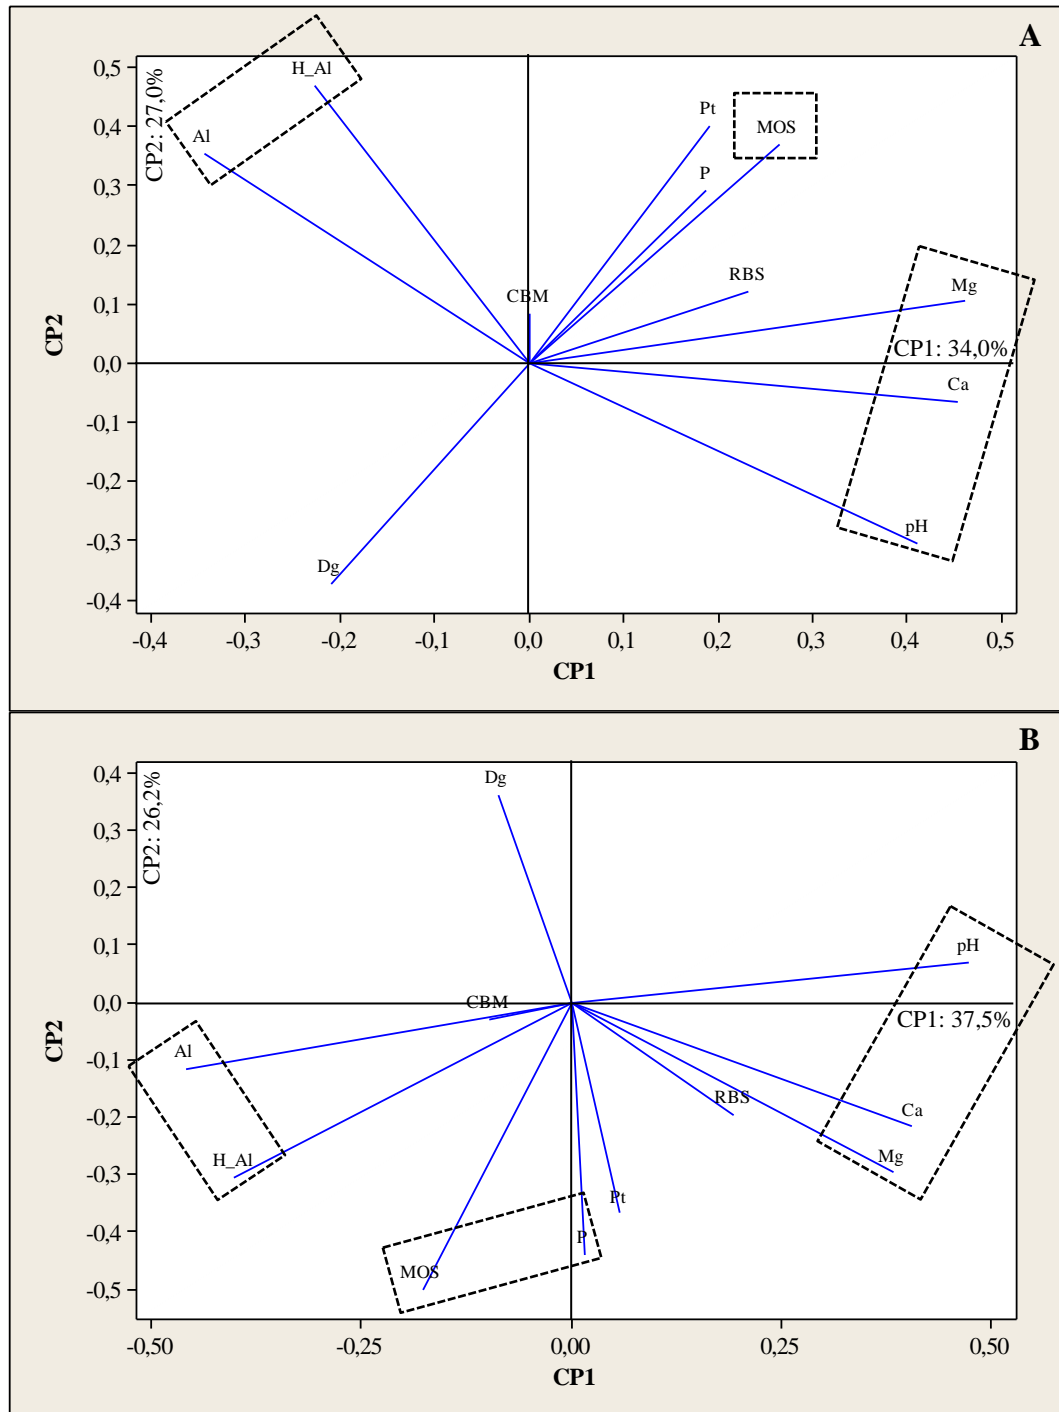 A
CP2: 27,0%
0,5
0,4
0,3
0,2
0,1
0,0
-0,1
-0,2
-0,3
-0,4
CP2
H_Al
Al
Pt
MOS
P
RBS
CBM
Mg
CP1: 34,0%
Ca
pH
Dg
-0,4 -0,3 -0,2 -0,1 0,0 0,1 0,2 0,3 0,4 0,5
CP1
B
CP2: 26,2%
0,4
0,3
0,2
0,1
0,0
-0,1
-0,2
-0,3
-0,4
-0,5
CP2
Dg
pH
CBM
CP1: 37,5%
Al
RBS
Ca
H_Al
Mg
Pt
P
MOS
-0,50 -0,25 0,00 0,25 0,50
CP1